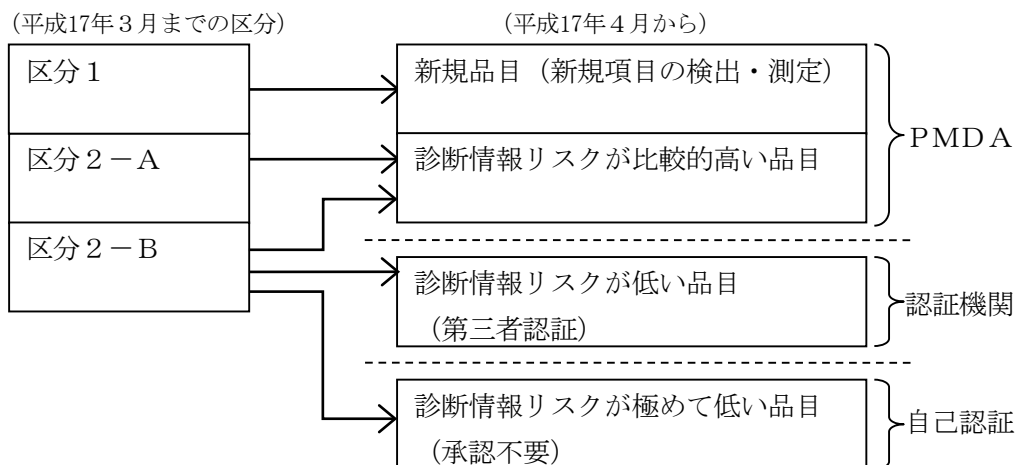 (平成17年3月までの区分)
(平成17年4月から)
区分1
新規品目（新規項目の検出・測定）
区分2-A
診断情報リスクが比較的高い品目
PMDA
区分2-B
診断情報リスクが低い品目
（第三者認証）
認証機関
診断情報リスクが極めて低い品目
（承認不要）
自己認証